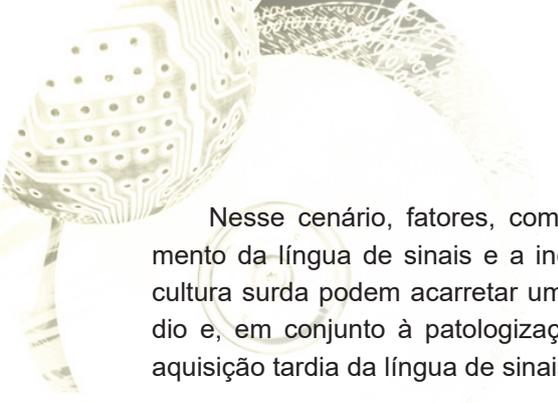 Nesse cenário, fatores, com
mento da língua de sinais e a in
cultura surda podem acarretar um
dio e, em conjunto à patologizaç
aquisição tardia da língua de sinai